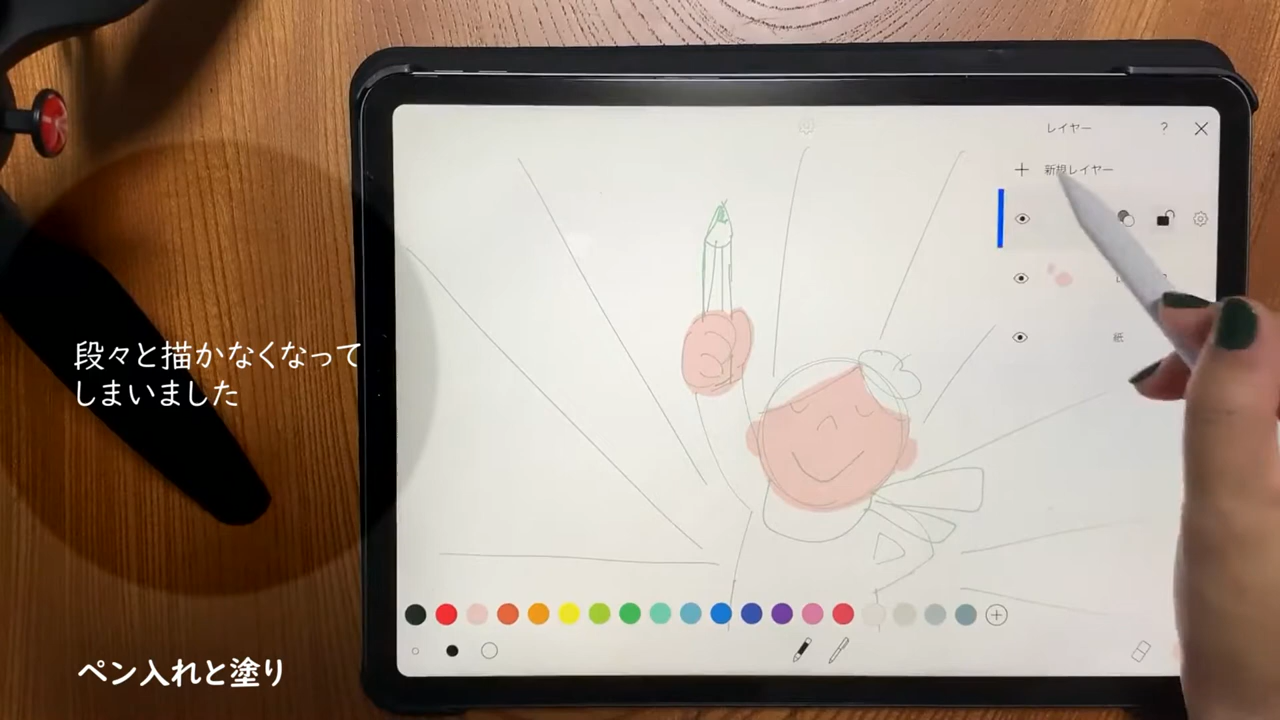 レイヤー ?
新規レイヤー
紙
段々と描かなくなって
しまいました
ペン入れと塗り